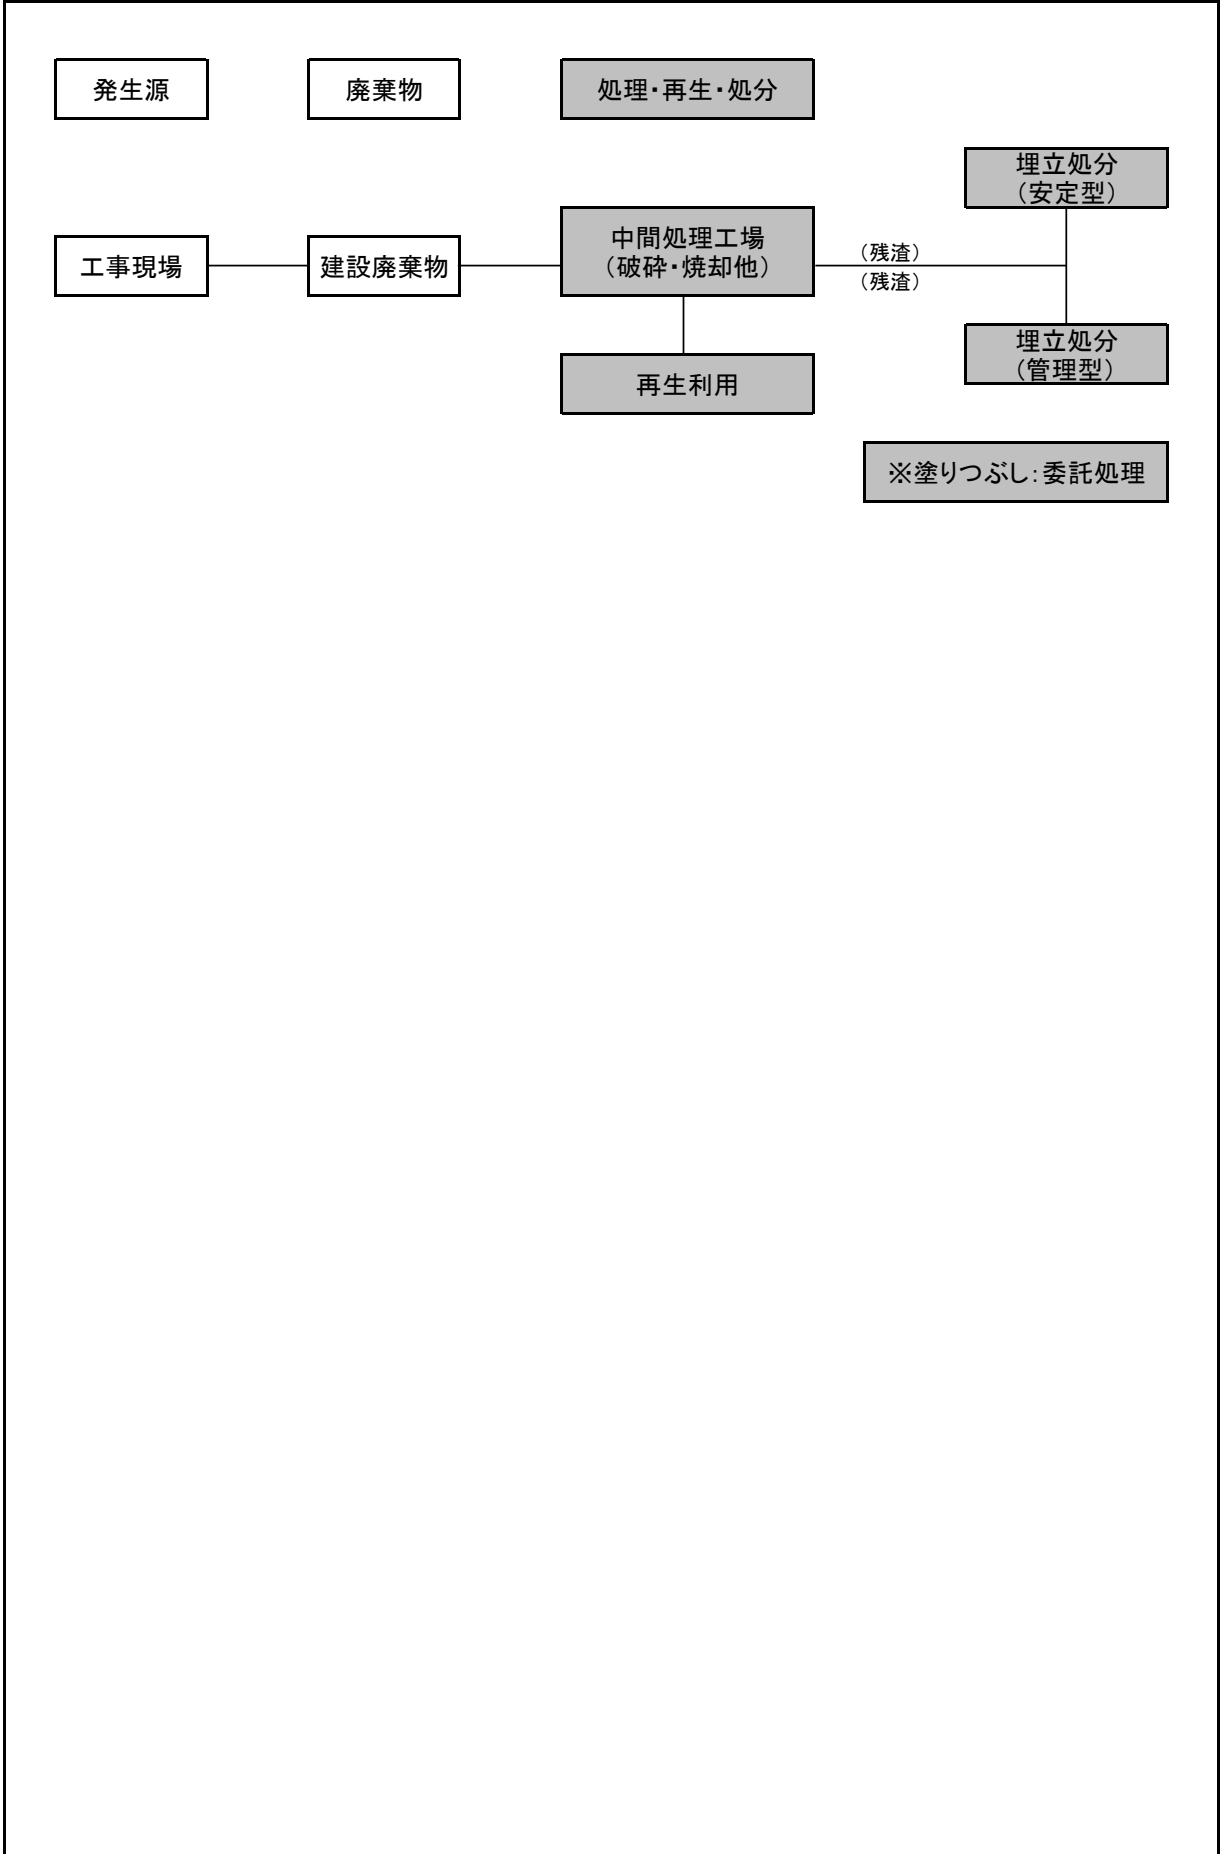 発生源
廃棄物
処理・再生・処分
埋立処分
（安定型）
工事現場
建設廃棄物
中間処理工場
（破砕・焼却他）
（残渣）
（残渣）
埋立処分
（管理型）
再生利用
※塗りつぶし：委託処理